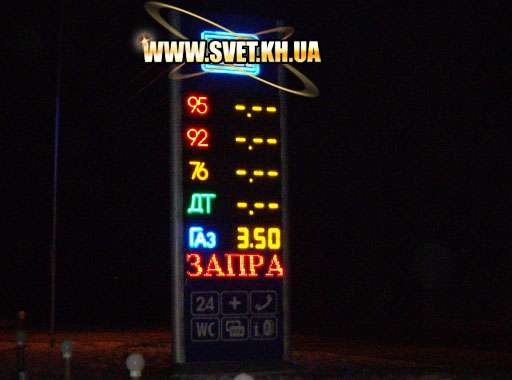 WWW.SVET.KH.UA
95 --.--
92 --.--
76 --.--
ДТ --.--
Газ 3.50
ЗАПРА
24
WC i